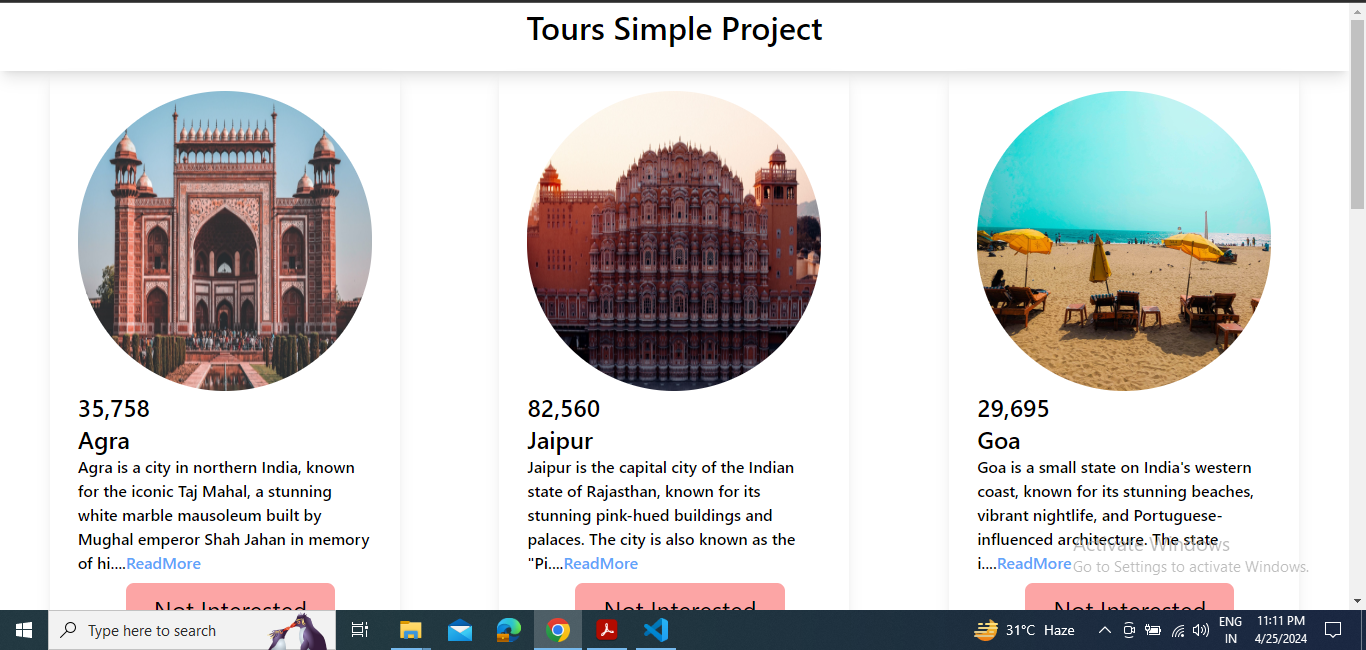 Tours Simple Project
35,758
Agra
Agra is a city in northern India, known
for the iconic Taj Mahal, a stunning
white marble mausoleum built by
Mughal emperor Shah Jahan in memory
of hi....ReadMore
Not Interested
82,560
Jaipur
Jaipur is the capital city of the Indian
state of Rajasthan, known for its
stunning pink-hued buildings and
palaces. The city is also known as the
"Pi....ReadMore
Not Interested
29,695
Goa
Goa is a small state on India's western
coast, known for its stunning beaches,
vibrant nightlife, and Portuguese-
influenced architecture. The state
i....ReadMore
Not Interested
Activate Windows
Go to Settings to activate Windows.
Type here to search
31°C Haze
ENG
IN
11:11 PM
4/25/2024